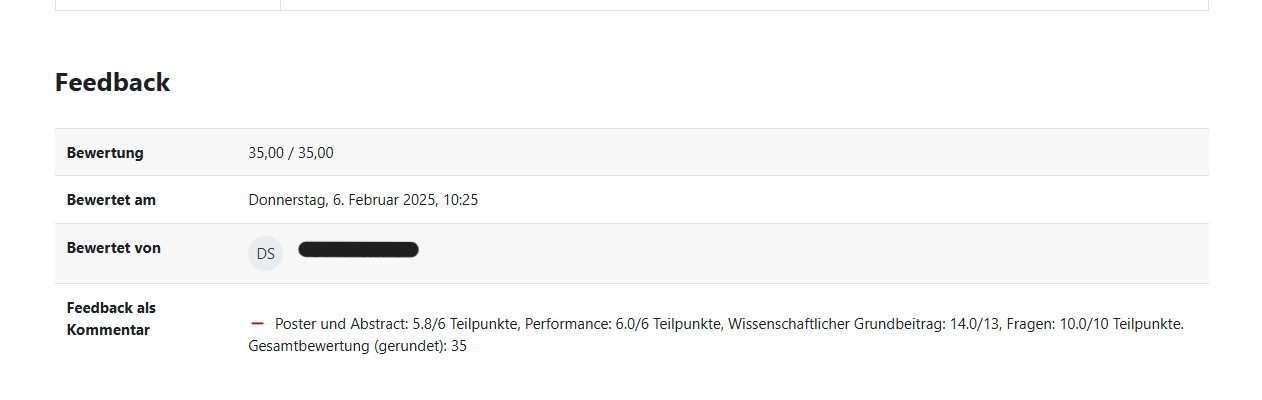 Feedback
Bewertung 35,00 / 35,00
Bewertet am Donnerstag, 6. Februar 2025, 10:25
Bewertet von DS
Feedback als
Kommentar
— Poster und Abstract: 5.8/6 Teilpunkte, Performance: 6.0/6 Teilpunkte, Wissenschaftlicher Grundbeitrag: 14.0/13, Fragen: 10.0/10 Teilpunkte.
Gesamtbewertung (gerundet): 35